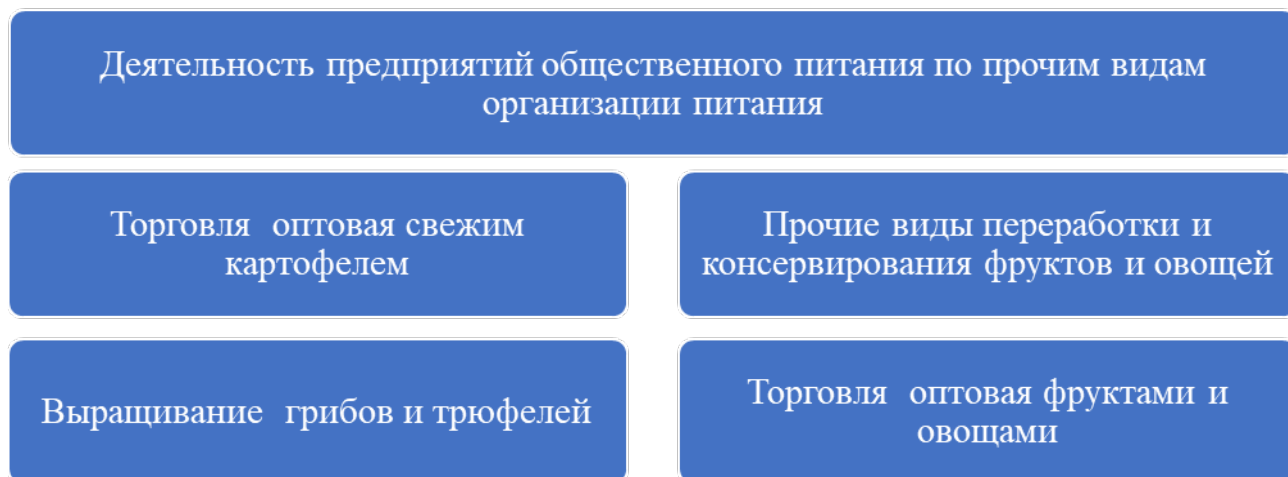 Деятельность предприятий общественного питания по прочим видам
организации питания
Торговля оптовая свежим
картофелем
Прочие виды переработки и
консервирования фруктов и овощей
Выращивание грибов и трюфелей
Торговля оптовая фруктами и
овощами